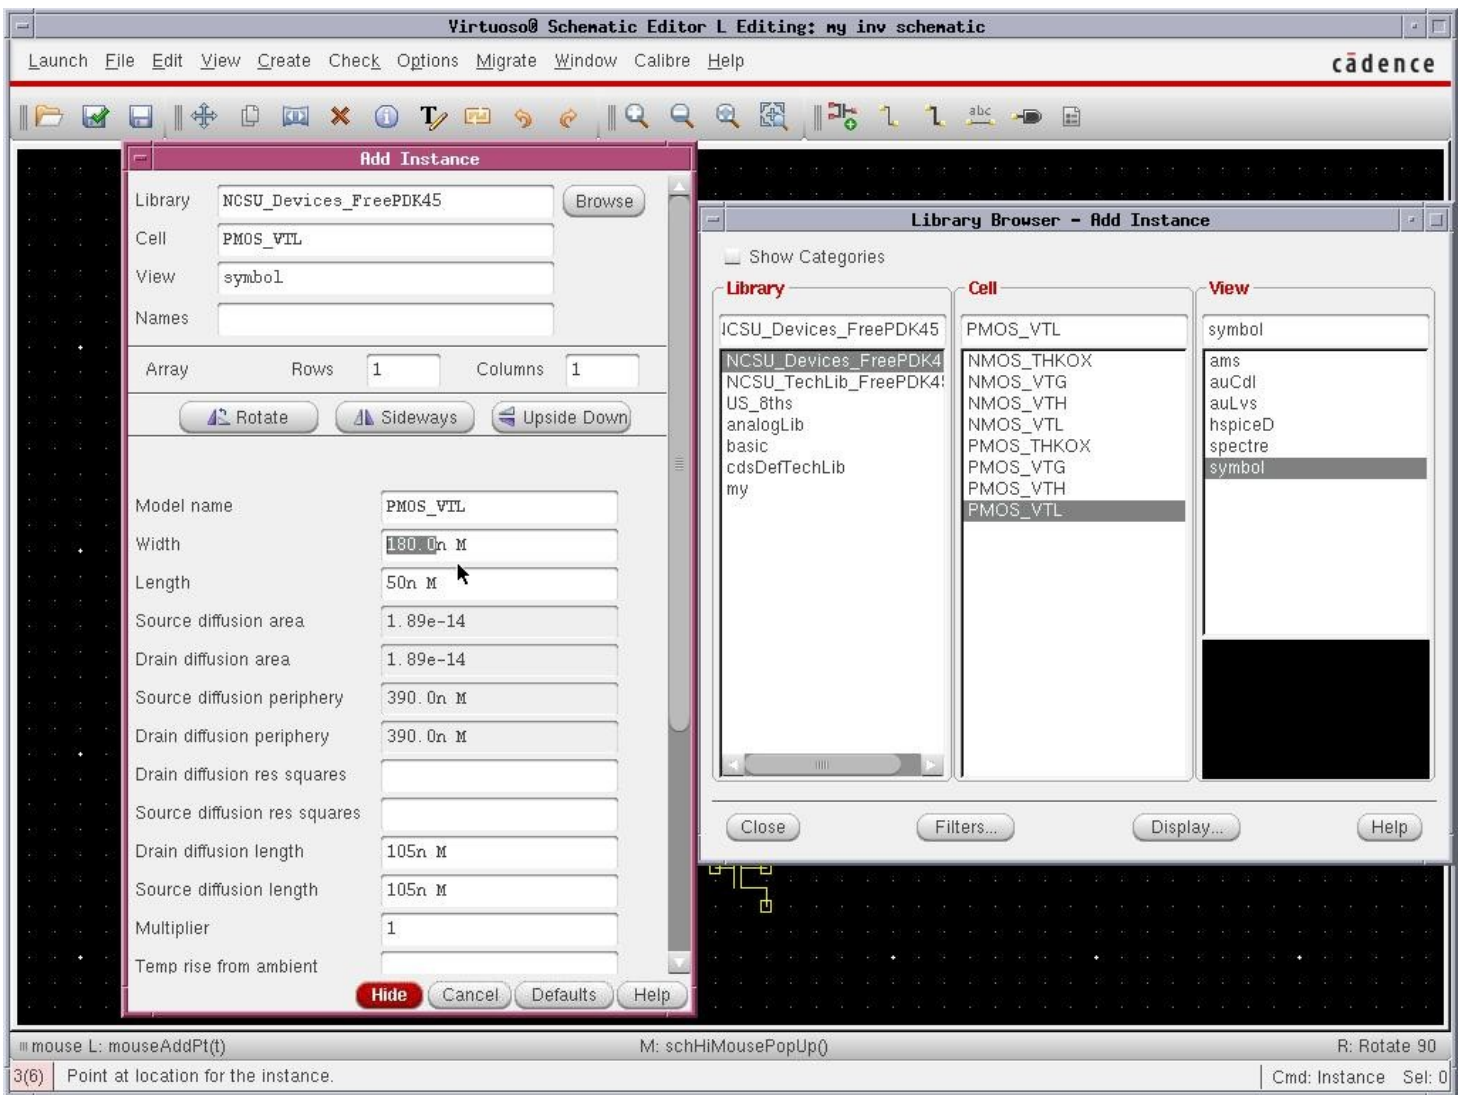 Virtuoso® Schematic Editor L Editing: my inv schematic
Launch File Edit View Create Check Options Migrate Window Calibre Help
cādence
T
abc
Add Instance
Library NCSU_Devices_FreePDK45 Browse
Cell PMOS_VTL
View symbol
Names
Array Rows 1 Columns 1
Rotate Sideways Upside Down
Model name PMOS_VTL
Width 180.0n M
Length 50n M
Source diffusion area 1.89e-14
Drain diffusion area 1.89e-14
Source diffusion periphery 390.0n M
Drain diffusion periphery 390.0n M
Drain diffusion res squares
Source diffusion res squares
Drain diffusion length 105n M
Source diffusion length 105n M
Multiplier 1
Temp rise from ambient
Hide Cancel Defaults Help
Library Browser - Add Instance
Show Categories
Library
ICSU_Devices_FreePDK45
NCSU_Devices_FreePDK4
NCSU_TechLib_FreePDK4
US_8ths
analogLib
basic
cdsDefTechLib
my
Cell
PMOS_VTL
NMOS_THKOX
NMOS_VTG
NMOS_VTH
NMOS_VTL
PMOS_THKOX
PMOS_VTG
PMOS_VTH
PMOS_VTL
View
symbol
ams
auCdl
auLvs
hspiceD
spectre
symbol
Close Filters... Display... Help
mouse L: mouseAddPt(t) M: schHiMousePopUp() R: Rotate 90
3(6) Point at location for the instance. Cmd: Instance Sel: 0